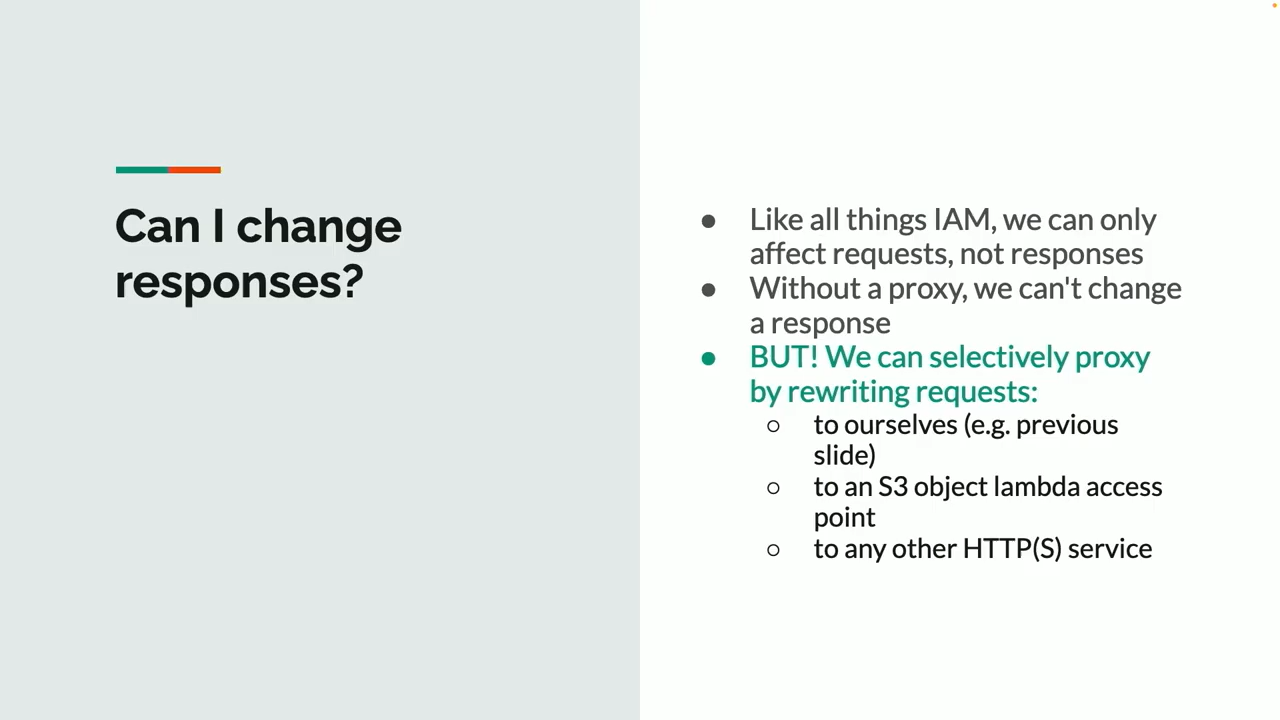 Can I change
responses?
● Like all things IAM, we can only
affect requests, not responses
● Without a proxy, we can't change
a response
● BUT! We can selectively proxy
by rewriting requests:
○ to ourselves (e.g. previous
slide)
○ to an S3 object lambda access
point
○ to any other HTTP(S) service